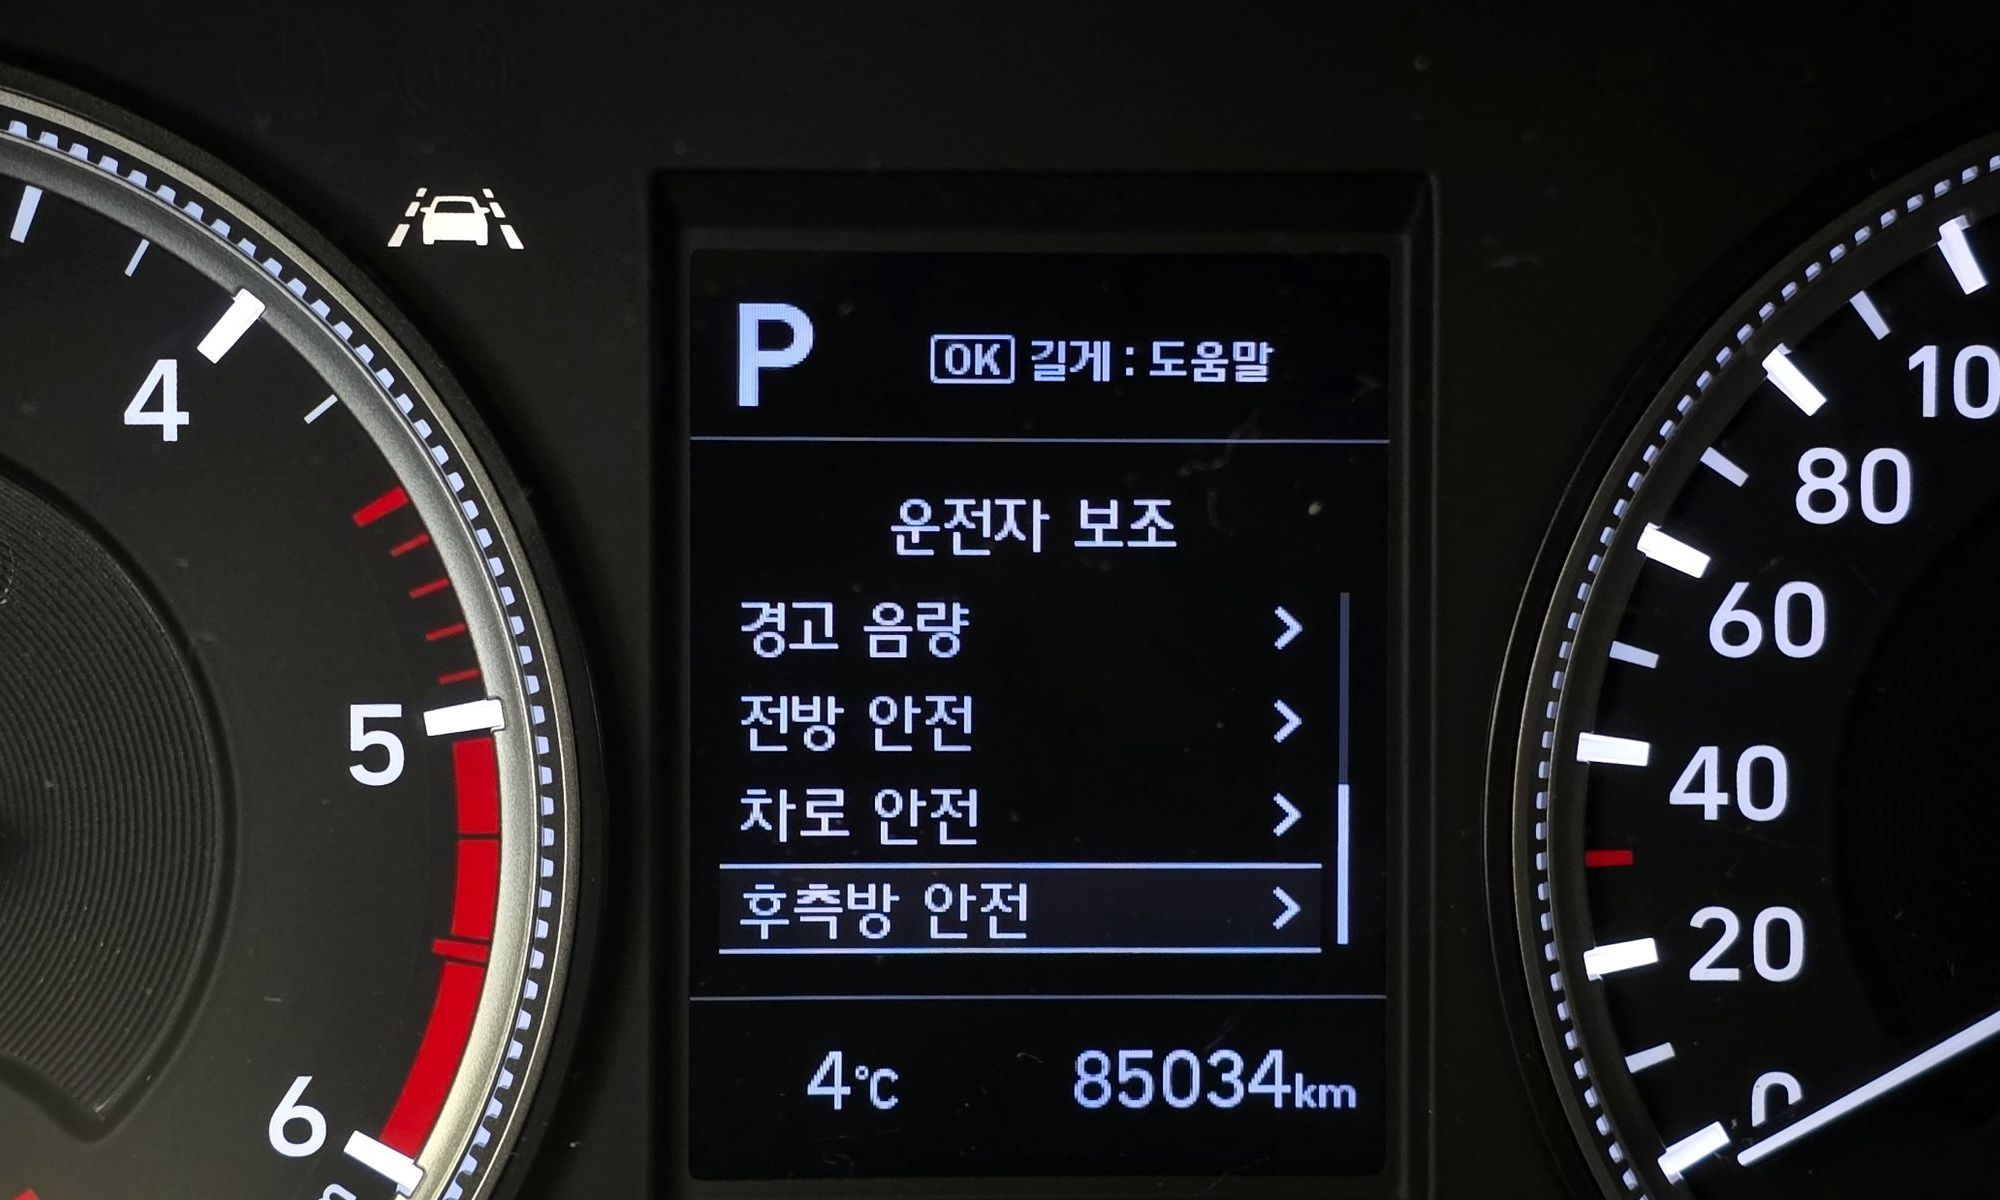 P
OK 길게 : 도움말
운전자 보조
경고 음량
전방 안전
차로 안전
후측방 안전
4°C 85034km
4
5
6
80
60
40
20
0